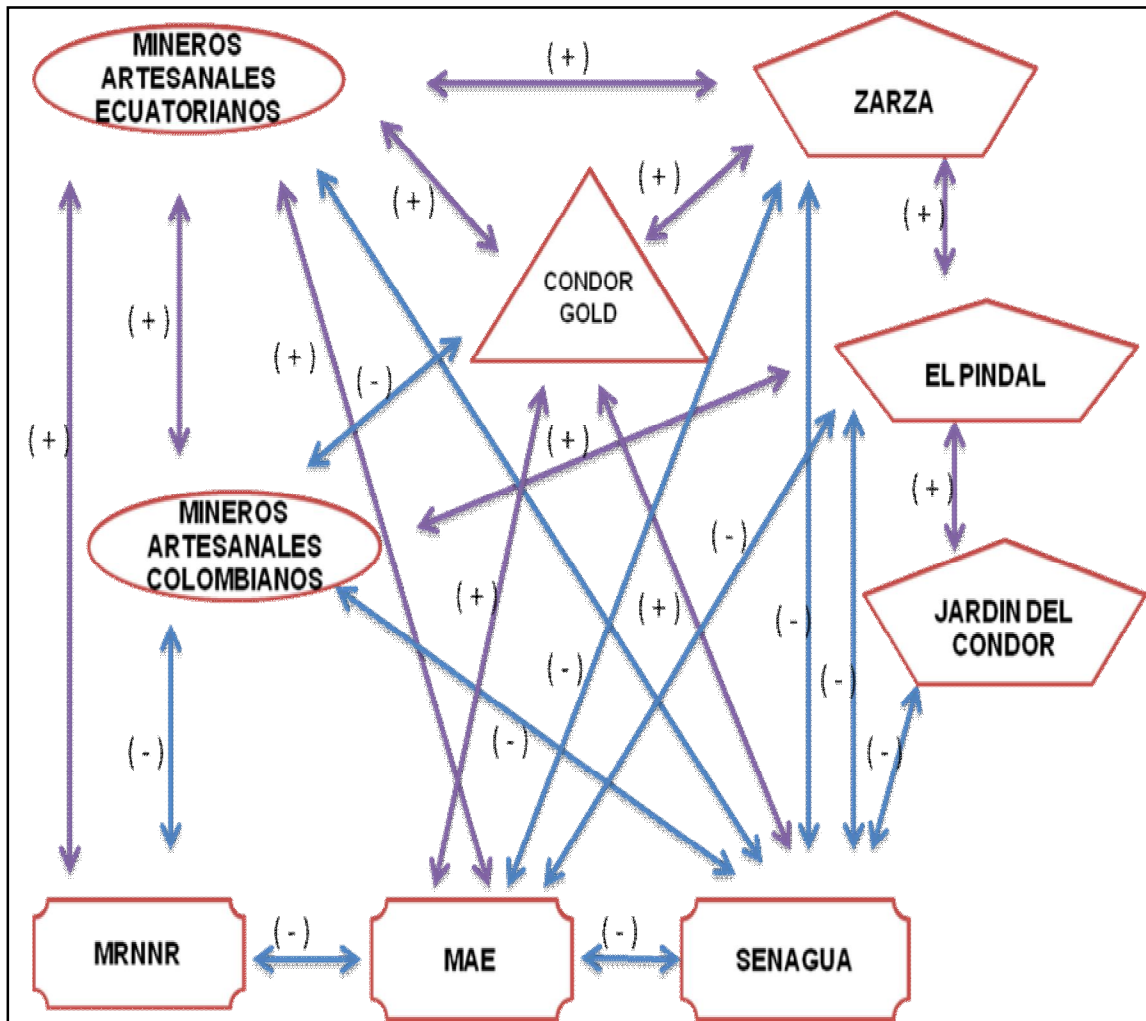 MINEROS
ARTESANALES
ECUATORIANOS
(+)
ZARZA
(+)
(+)
(+)
CONDOR
GOLD
(+)
(+)
(-)
EL PINDAL
(+)
(+)
(+)
MINEROS
ARTESANALES
COLOMBIANOS
(-)
(+)
(+)
(-)
JARDIN DEL
CONDOR
(-)
(-)
(-)
(-)
(-)
(-)
(-)
MRNNR
MAE
SENAGUA